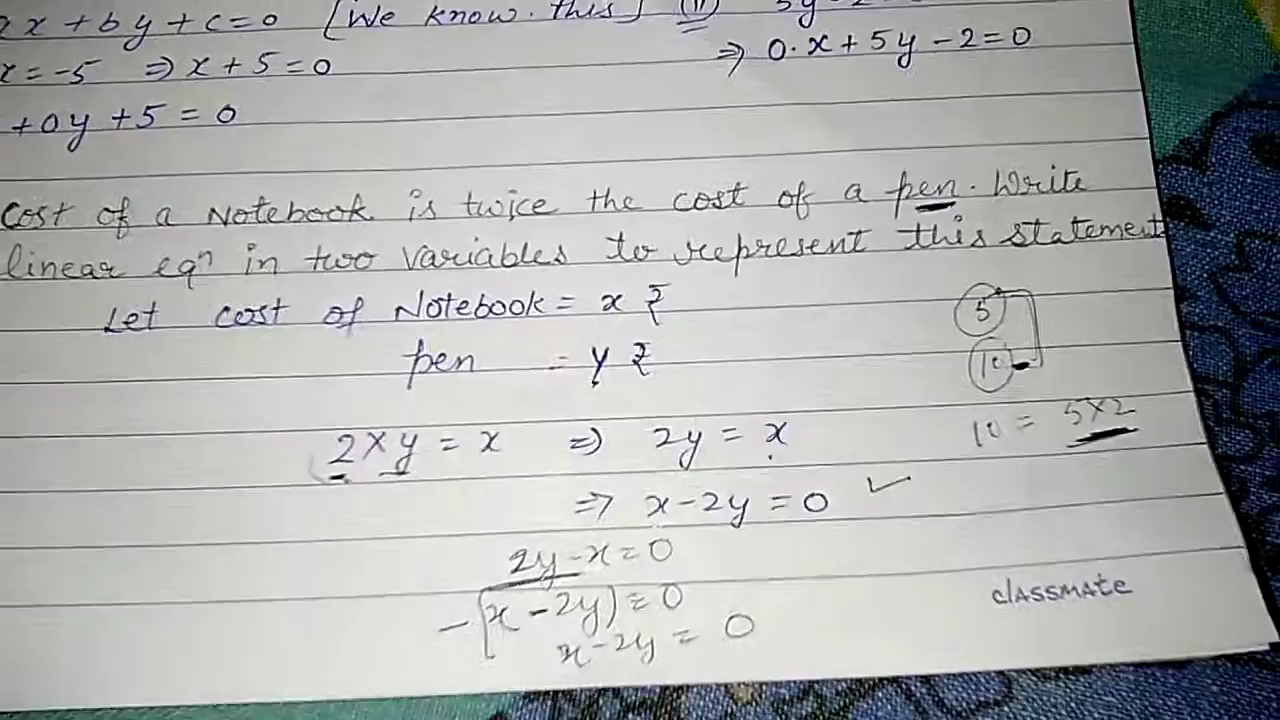 x + by + c = 0 [We know this] (ii) 5y
x = -5 ⇒ x + 5 = 0 ⇒ 0·x + 5y - 2 = 0
+0y + 5 = 0
Cost of a Notebook is twice the cost of a pen. Write
linear eqⁿ in two variables to represent this statement
Let cost of Notebook = x ₹
pen = y ₹
5
10
2 × y = x ⇒ 2y = x
10 = 5×2
⇒ x - 2y = 0 ✓
2y - x = 0
-[x - 2y) = 0
x - 2y = 0
classmate